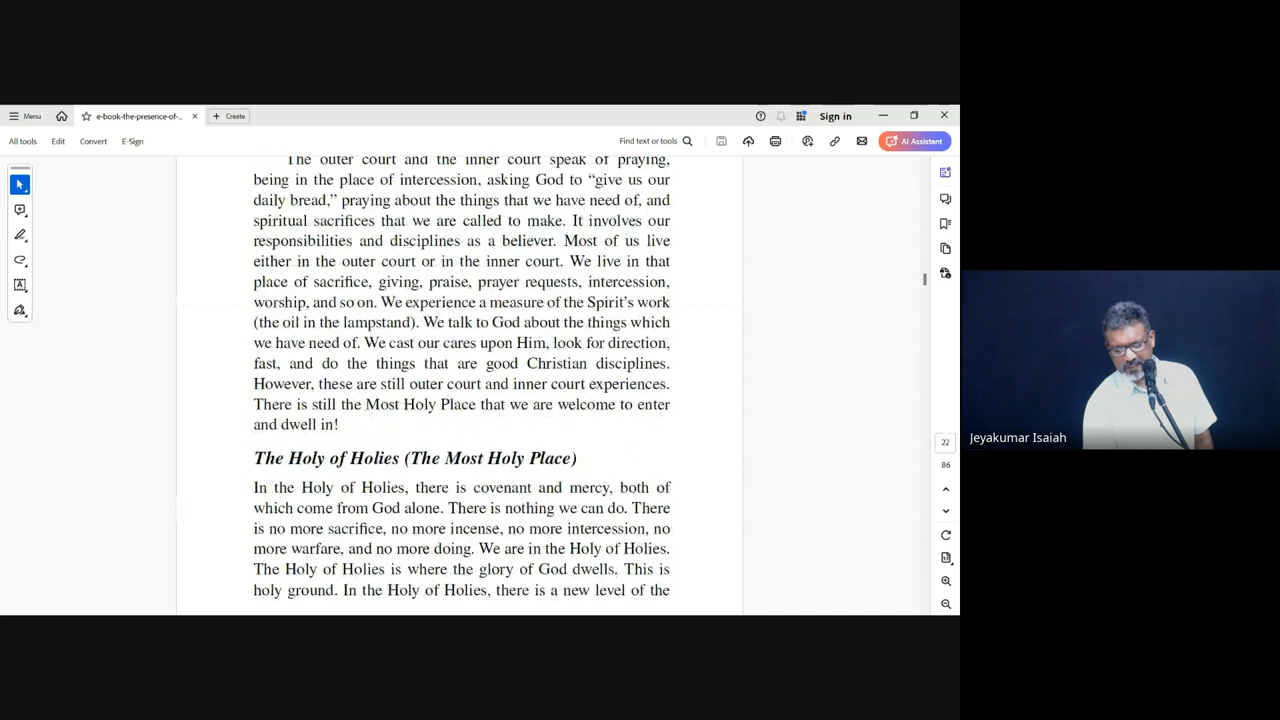 Menu
e-book-the-presence-of-...
Create
Sign in
All tools
Edit
Convert
E-Sign
Find text or tools
AI Assistant
The outer court and the inner court speak of praying,
being in the place of intercession, asking God to “give us our
daily bread,” praying about the things that we have need of, and
spiritual sacrifices that we are called to make. It involves our
responsibilities and disciplines as a believer. Most of us live
either in the outer court or in the inner court. We live in that
place of sacrifice, giving, praise, prayer requests, intercession,
worship, and so on. We experience a measure of the Spirit’s work
(the oil in the lampstand). We talk to God about the things which
we have need of. We cast our cares upon Him, look for direction,
fast, and do the things that are good Christian disciplines.
However, these are still outer court and inner court experiences.
There is still the Most Holy Place that we are welcome to enter
and dwell in!
The Holy of Holies (The Most Holy Place)
In the Holy of Holies, there is covenant and mercy, both of
which come from God alone. There is nothing we can do. There
is no more sacrifice, no more incense, no more intercession, no
more warfare, and no more doing. We are in the Holy of Holies.
The Holy of Holies is where the glory of God dwells. This is
holy ground. In the Holy of Holies, there is a new level of the
22
86
Jeyakumar Isaiah